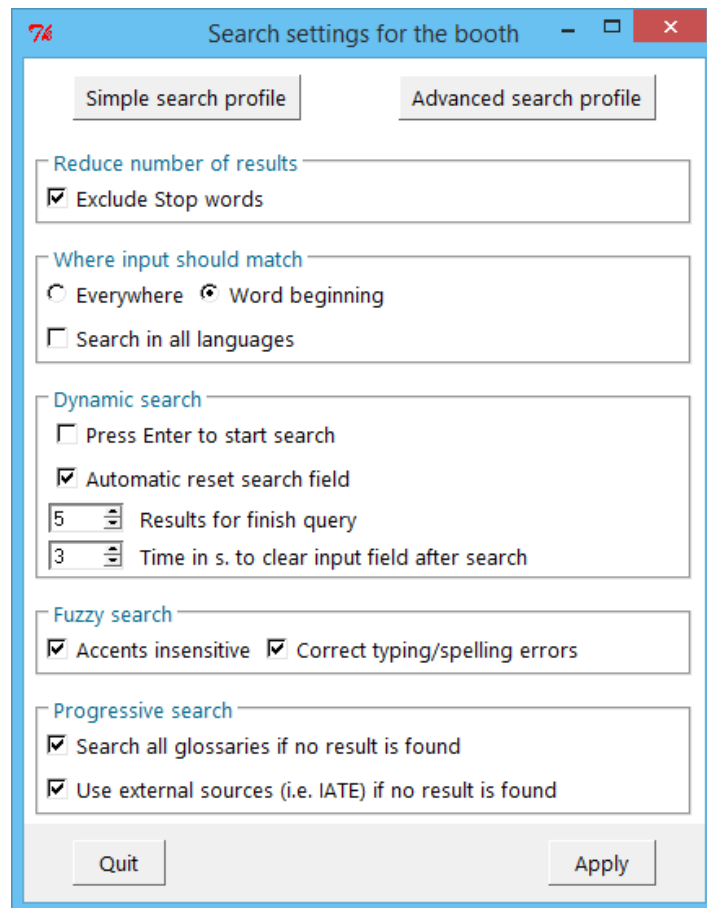 Tk Search settings for the booth
Simple search profile Advanced search profile
Reduce number of results
Exclude Stop words
Where input should match
Everywhere Word beginning
Search in all languages
Dynamic search
Press Enter to start search
Automatic reset search field
5 Results for finish query
3 Time in s. to clear input field after search
Fuzzy search
Accents insensitive Correct typing/spelling errors
Progressive search
Search all glossaries if no result is found
Use external sources (i.e. IATE) if no result is found
Quit Apply